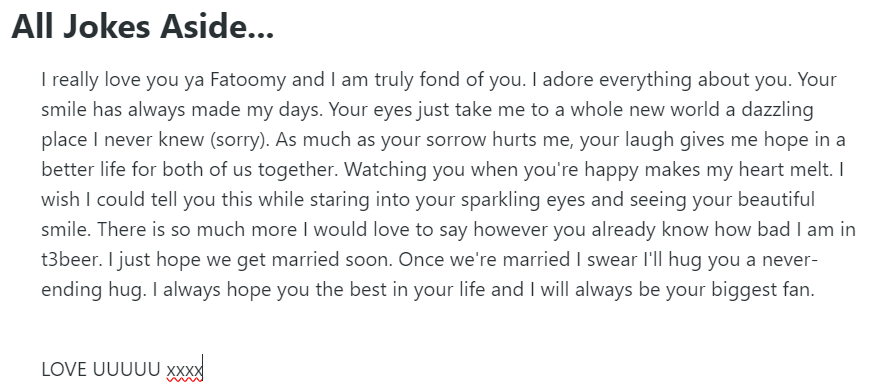 All Jokes Aside...
I really love you ya Fatoomy and I am truly fond of you. I adore everything about you. Your
smile has always made my days. Your eyes just take me to a whole new world a dazzling
place I never knew (sorry). As much as your sorrow hurts me, your laugh gives me hope in a
better life for both of us together. Watching you when you're happy makes my heart melt. I
wish I could tell you this while staring into your sparkling eyes and seeing your beautiful
smile. There is so much more I would love to say however you already know how bad I am in
t3beer. I just hope we get married soon. Once we're married I swear I'll hug you a never-
ending hug. I always hope you the best in your life and I will always be your biggest fan.
LOVE UUUUU xxxx